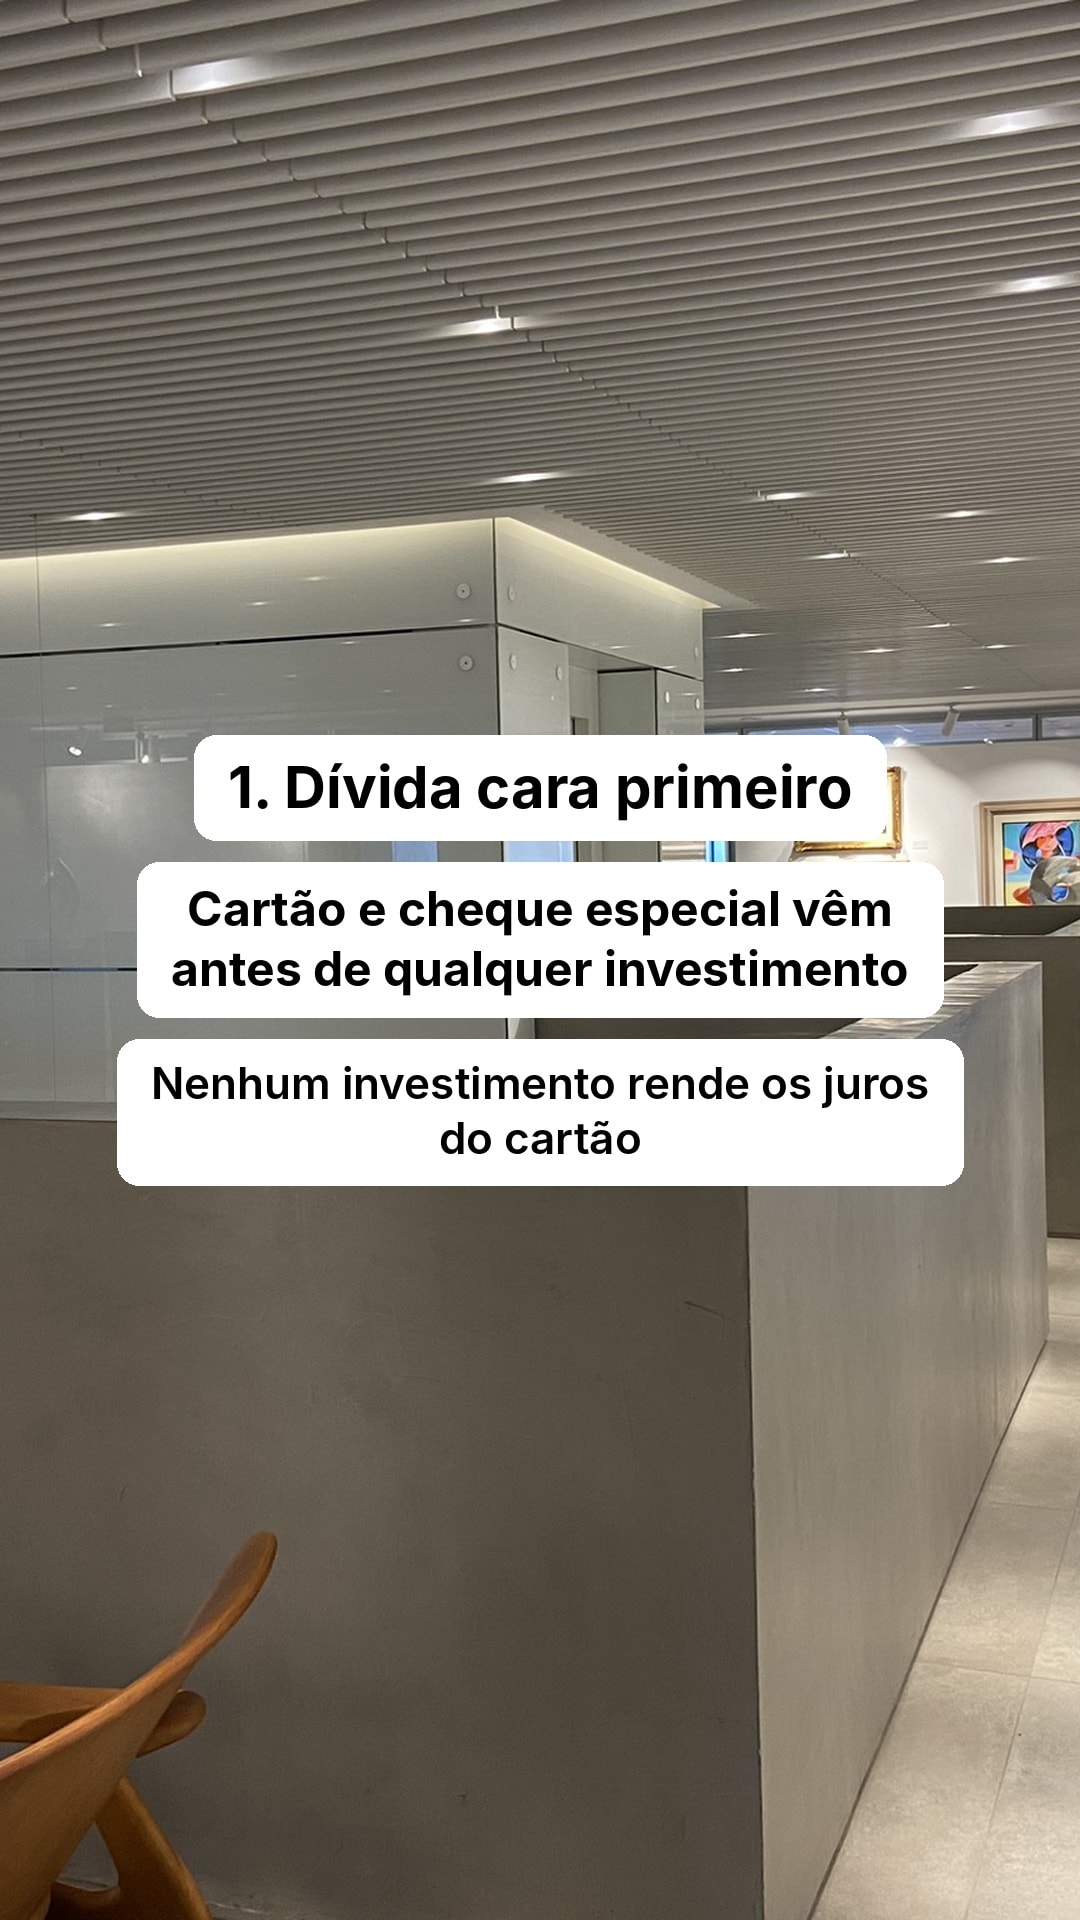 1. Dívida cara primeiro
Cartão e cheque especial vêm
antes de qualquer investimento
Nenhum investimento rende os juros
do cartão